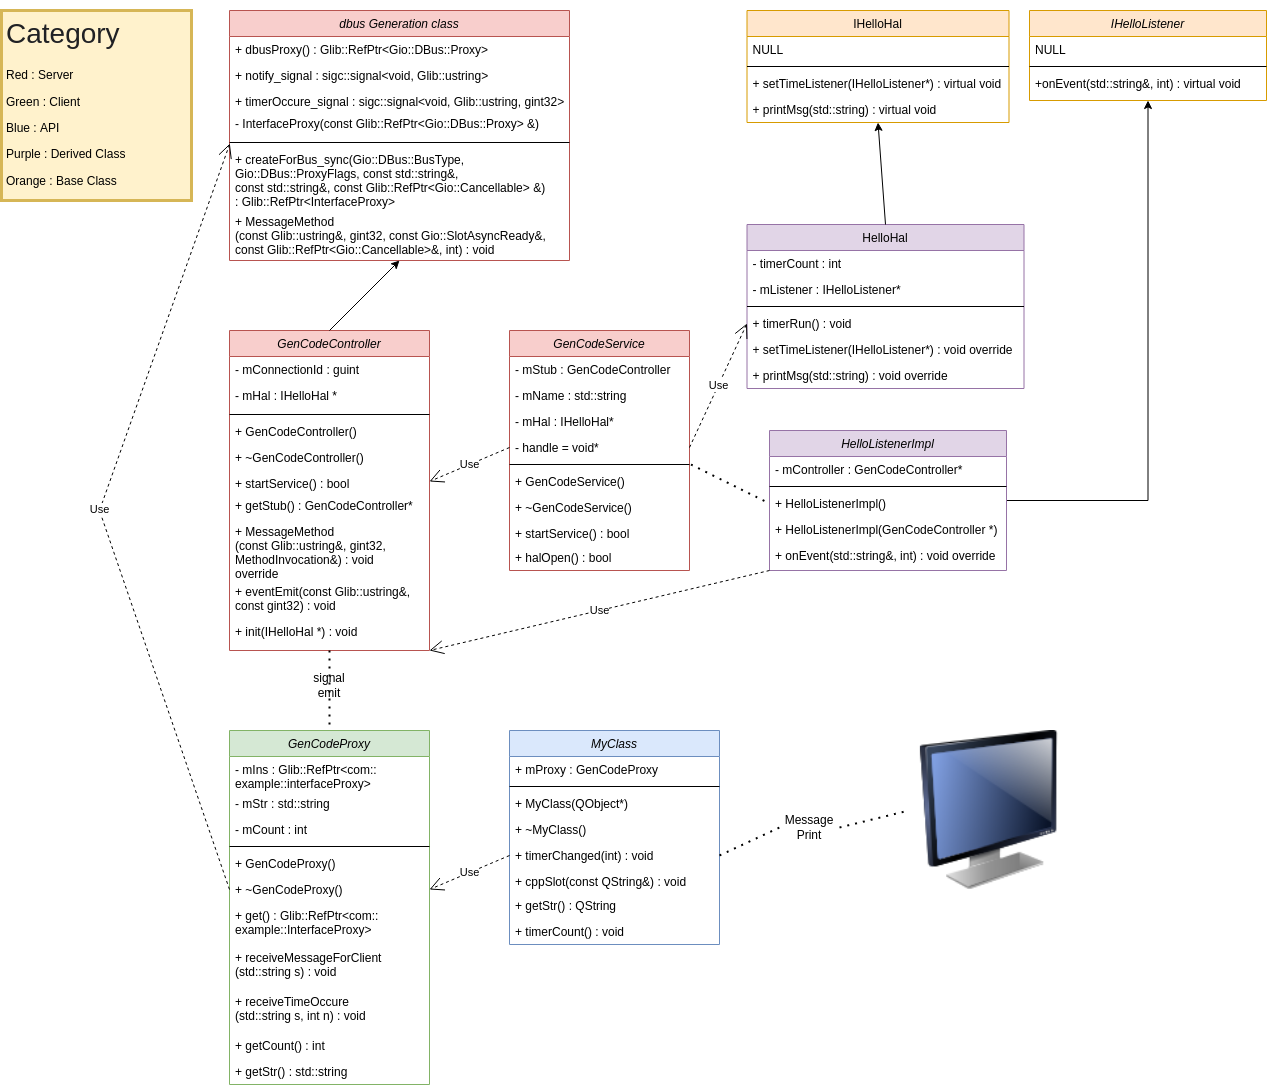 Category
Red : Server
Green : Client
Blue : API
Purple : Derived Class
Orange : Base Class
dbus Generation class
+ dbusProxy() : Glib::RefPtr<Gio::DBus::Proxy>
+ notify_signal : sigc::signal<void, Glib::ustring>
+ timerOccure_signal : sigc::signal<void, Glib::ustring, gint32>
- InterfaceProxy(const Glib::RefPtr<Gio::DBus::Proxy> &)
+ createForBus_sync(Gio::DBus::BusType,
Gio::DBus::ProxyFlags, const std::string&,
const std::string&, const Glib::RefPtr<Gio::Cancellable> &)
: Glib::RefPtr<InterfaceProxy>
+ MessageMethod
(const Glib::ustring&, gint32, const Gio::SlotAsyncReady&,
const Glib::RefPtr<Gio::Cancellable>&, int) : void
IHelloHal
NULL
+ setTimeListener(IHelloListener*) : virtual void
+ printMsg(std::string) : virtual void
IHelloListener
NULL
+onEvent(std::string&, int) : virtual void
HelloHal
- timerCount : int
- mListener : IHelloListener*
+ timerRun() : void
+ setTimeListener(IHelloListener*) : void override
+ printMsg(std::string) : void override
GenCodeController
- mConnectionId : guint
- mHal : IHelloHal *
+ GenCodeController()
+ ~GenCodeController()
+ startService() : bool
+ getStub() : GenCodeController*
+ MessageMethod
(const Glib::ustring&, gint32,
MethodInvocation&) : void
override
+ eventEmit(const Glib::ustring&,
const gint32) : void
+ init(IHelloHal *) : void
GenCodeService
- mStub : GenCodeController
- mName : std::string
- mHal : IHelloHal*
- handle = void*
+ GenCodeService()
+ ~GenCodeService()
+ startService() : bool
+ halOpen() : bool
Use
Use
HelloListenerImpl
- mController : GenCodeController*
+ HelloListenerImpl()
+ HelloListenerImpl(GenCodeController *)
+ onEvent(std::string&, int) : void override
Use
Use
signal
emit
GenCodeProxy
- mIns : Glib::RefPtr<com::
example::interfaceProxy>
- mStr : std::string
- mCount : int
+ GenCodeProxy()
+ ~GenCodeProxy()
+ get() : Glib::RefPtr<com::
example::InterfaceProxy>
+ receiveMessageForClient
(std::string s) : void
+ receiveTimeOccure
(std::string s, int n) : void
+ getCount() : int
+ getStr() : std::string
Use
MyClass
+ mProxy : GenCodeProxy
+ MyClass(QObject*)
+ ~MyClass()
+ timerChanged(int) : void
+ cppSlot(const QString&) : void
+ getStr() : QString
+ timerCount() : void
Message
Print